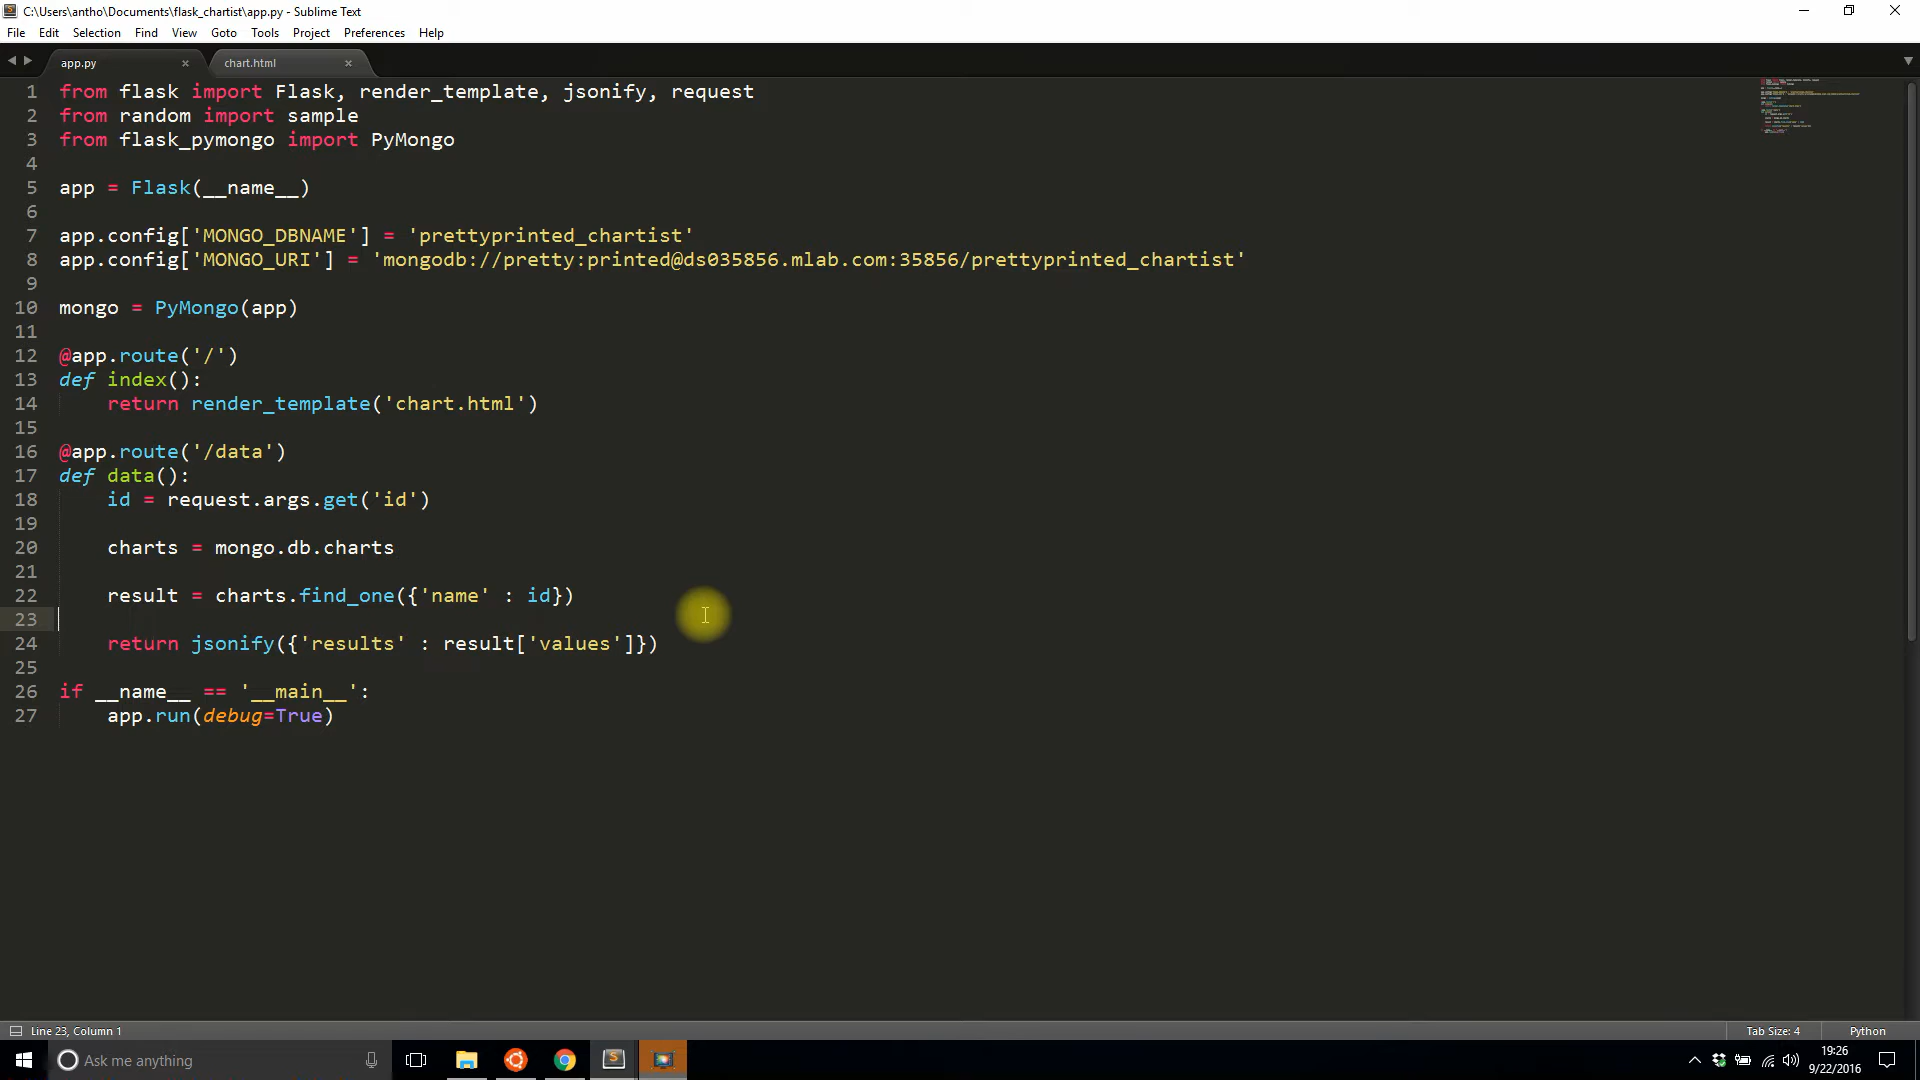 C:\Users\antho\Documents\flask_chartist\app.py - Sublime Text
File Edit Selection Find View Goto Tools Project Preferences Help
app.py × chart.html ×
1 from flask import Flask, render_template, jsonify, request
2 from random import sample
3 from flask_pymongo import PyMongo
4
5 app = Flask(__name__)
6
7 app.config['MONGO_DBNAME'] = 'prettyprinted_chartist'
8 app.config['MONGO_URI'] = 'mongodb://pretty:printed@ds035856.mlab.com:35856/prettyprinted_chartist'
9
10 mongo = PyMongo(app)
11
12 @app.route('/')
13 def index():
14     return render_template('chart.html')
15
16 @app.route('/data')
17 def data():
18     id = request.args.get('id')
19
20     charts = mongo.db.charts
21
22     result = charts.find_one({'name' : id})
23
24     return jsonify({'results' : result['values']})
25
26 if __name__ == '__main__':
27     app.run(debug=True)
Line 23, Column 1 Tab Size: 4 Python
Ask me anything
19:26
9/22/2016